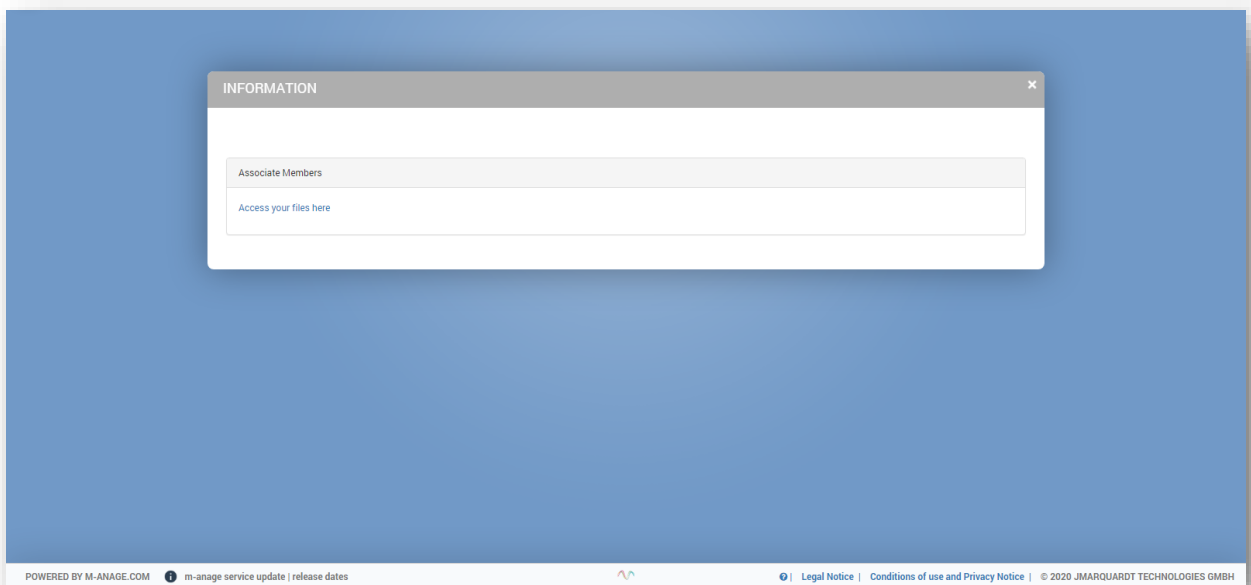 INFORMATION ×
Associate Members
Access your files here
POWERED BY M-ANAGE.COM i m-anage service update | release dates ? | Legal Notice | Conditions of use and Privacy Notice | © 2020 JMARQUARDT TECHNOLOGIES GMBH